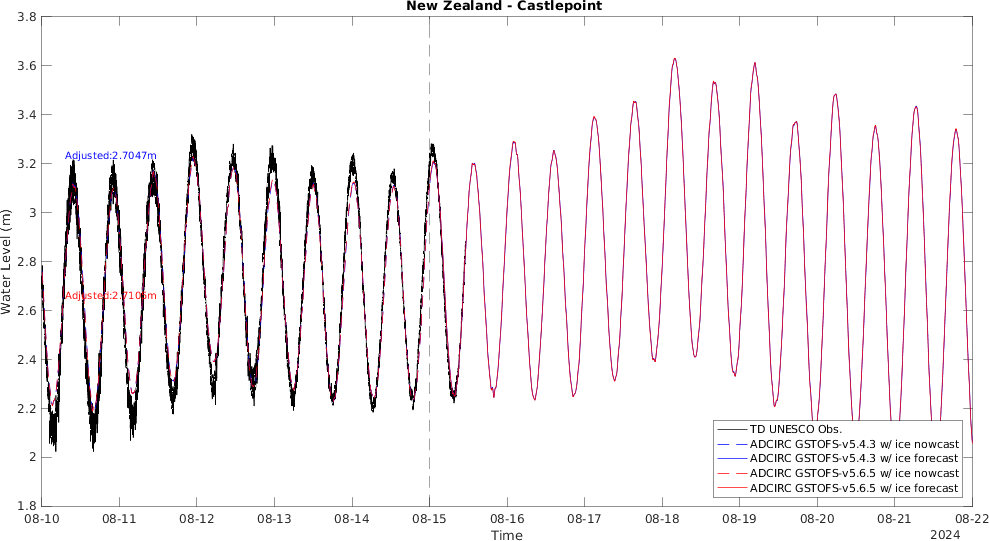 New Zealand - Castlepoint
3.8
3.6
3.4
3.2
3
2.8
2.6
2.4
2.2
2
1.8
Water Level (m)
Adjusted:2.7047m
Adjusted:2.7106m
TD UNESCO Obs.
ADCIRC GSTOFS-v5.4.3 w/ ice nowcast
ADCIRC GSTOFS-v5.4.3 w/ ice forecast
ADCIRC GSTOFS-v5.6.5 w/ ice nowcast
ADCIRC GSTOFS-v5.6.5 w/ ice forecast
08-10 08-11 08-12 08-13 08-14 08-15 08-16 08-17 08-18 08-19 08-20 08-21 08-22
Time
2024